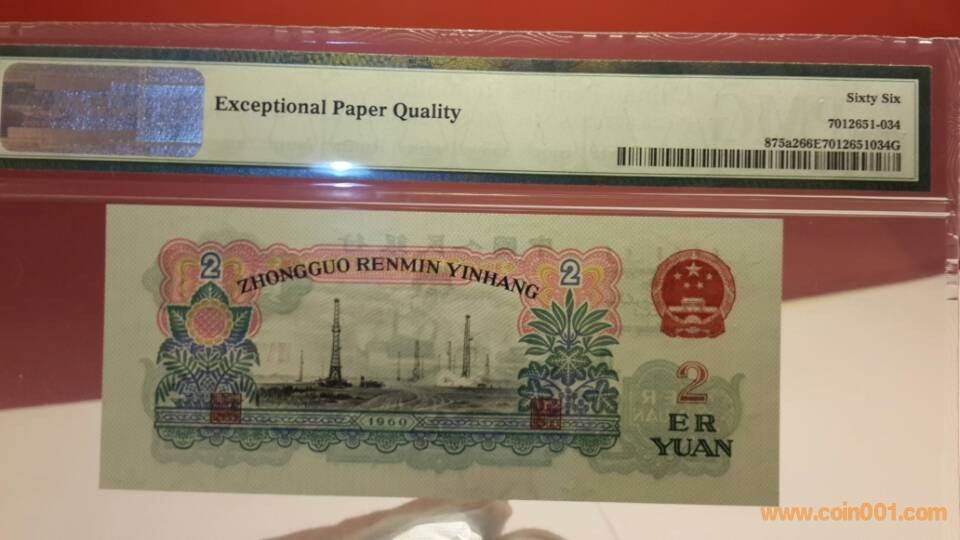 Exceptional Paper Quality
Sixty Six
7012651-034
875a266E7012651034G
2
2
ZHONGGUO RENMIN YINHANG
2
ER
YUAN
1960
www.coin001.com